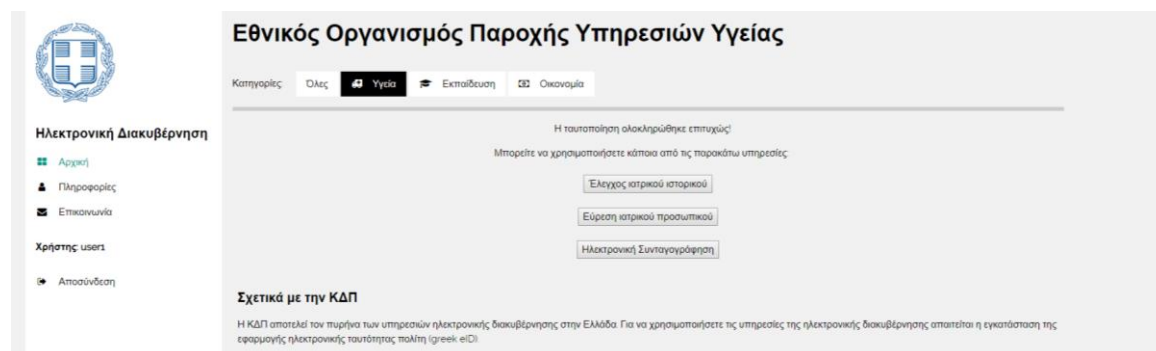 Εθνικός Οργανισμός Παροχής Υπηρεσιών Υγείας
Κατηγορίες: Όλες Υγεία Εκπαίδευση Οικονομία
Ηλεκτρονική Διακυβέρνηση
Αρχική
Πληροφορίες
Επικοινωνία
Χρήστης: user1
Αποσύνδεση
Η ταυτοποίηση ολοκληρώθηκε επιτυχώς!
Μπορείτε να χρησιμοποιήσετε κάποια από τις παρακάτω υπηρεσίες:
Έλεγχος ιατρικού ιστορικού
Εύρεση ιατρικού προσωπικού
Ηλεκτρονική Συνταγογράφηση
Σχετικά με την ΚΔΠ
Η ΚΔΠ αποτελεί τον πυρήνα των υπηρεσιών ηλεκτρονικής διακυβέρνησης στην Ελλάδα. Για να χρησιμοποιήσετε τις υπηρεσίες της ηλεκτρονικής διακυβέρνησης απαιτείται η εγκατάσταση της
εφαρμογής ηλεκτρονικής ταυτότητας πολίτη (greek eID)